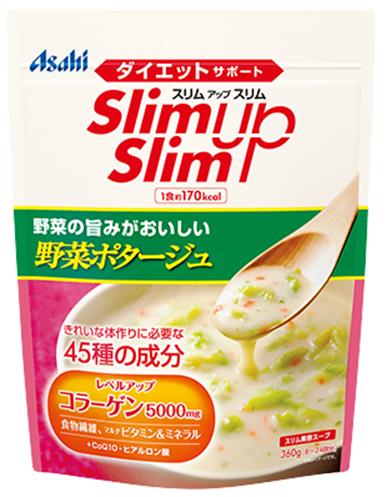 Asahi
ダイエットサポート
スリム アップ スリム
Slim up
Slim
1食約170kcal
野菜の旨みがおいしい
野菜ポタージュ
きれいな体作りに必要な
45種の成分
レベルアップ
コラーゲン5000mg
食物繊維、マルチビタミン&ミネラル
+CoQ10・ヒアルロン酸
スリム美容スープ
360g